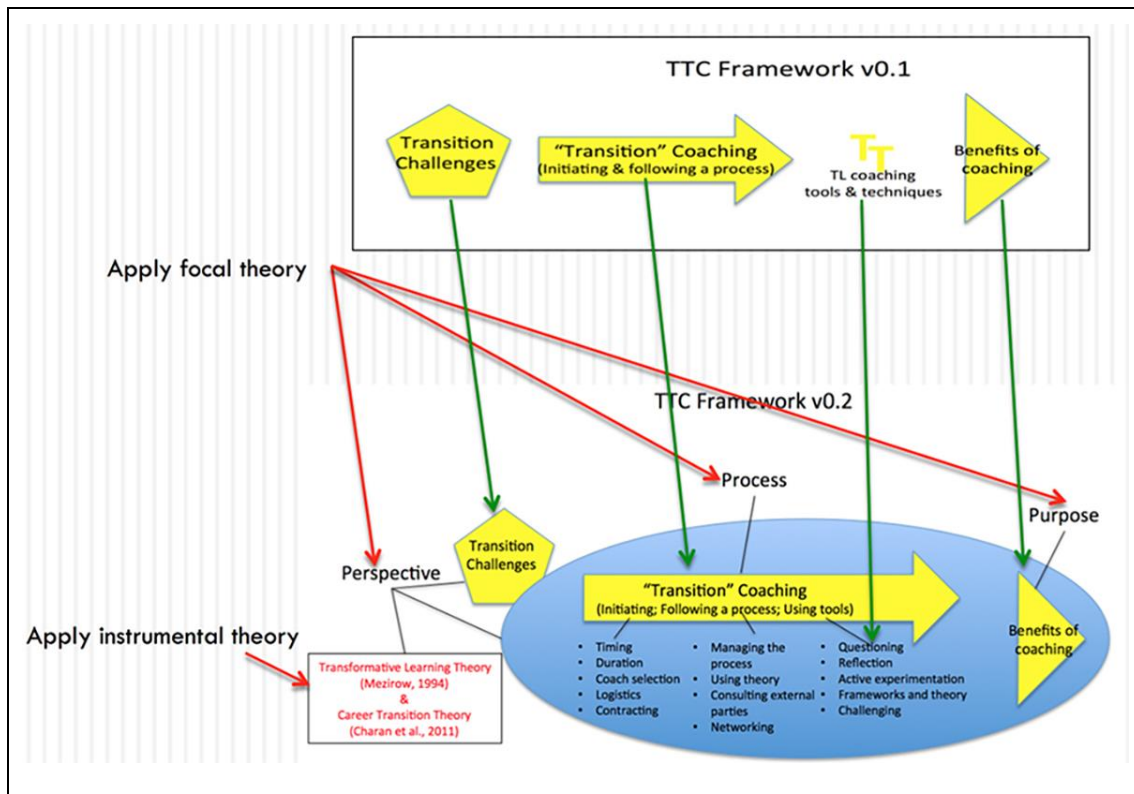 TTC Framework v0.1
Transition
Challenges
"Transition" Coaching
(Initiating & following a process)
TT
TL coaching
tools & techniques
Benefits of
coaching
Apply focal theory
TTC Framework v0.2
Process
Purpose
Transition
Challenges
Perspective
"Transition" Coaching
(Initiating; Following a process; Using tools)
Benefits of
coaching
Apply instrumental theory
Transformative Learning Theory
(Mezirow, 1994)
&
Career Transition Theory
(Charan et al., 2011)
• Timing
• Duration
• Coach selection
• Logistics
• Contracting
• Managing the
process
• Using theory
• Consulting external
parties
• Networking
• Questioning
• Reflection
• Active experimentation
• Frameworks and theory
• Challenging